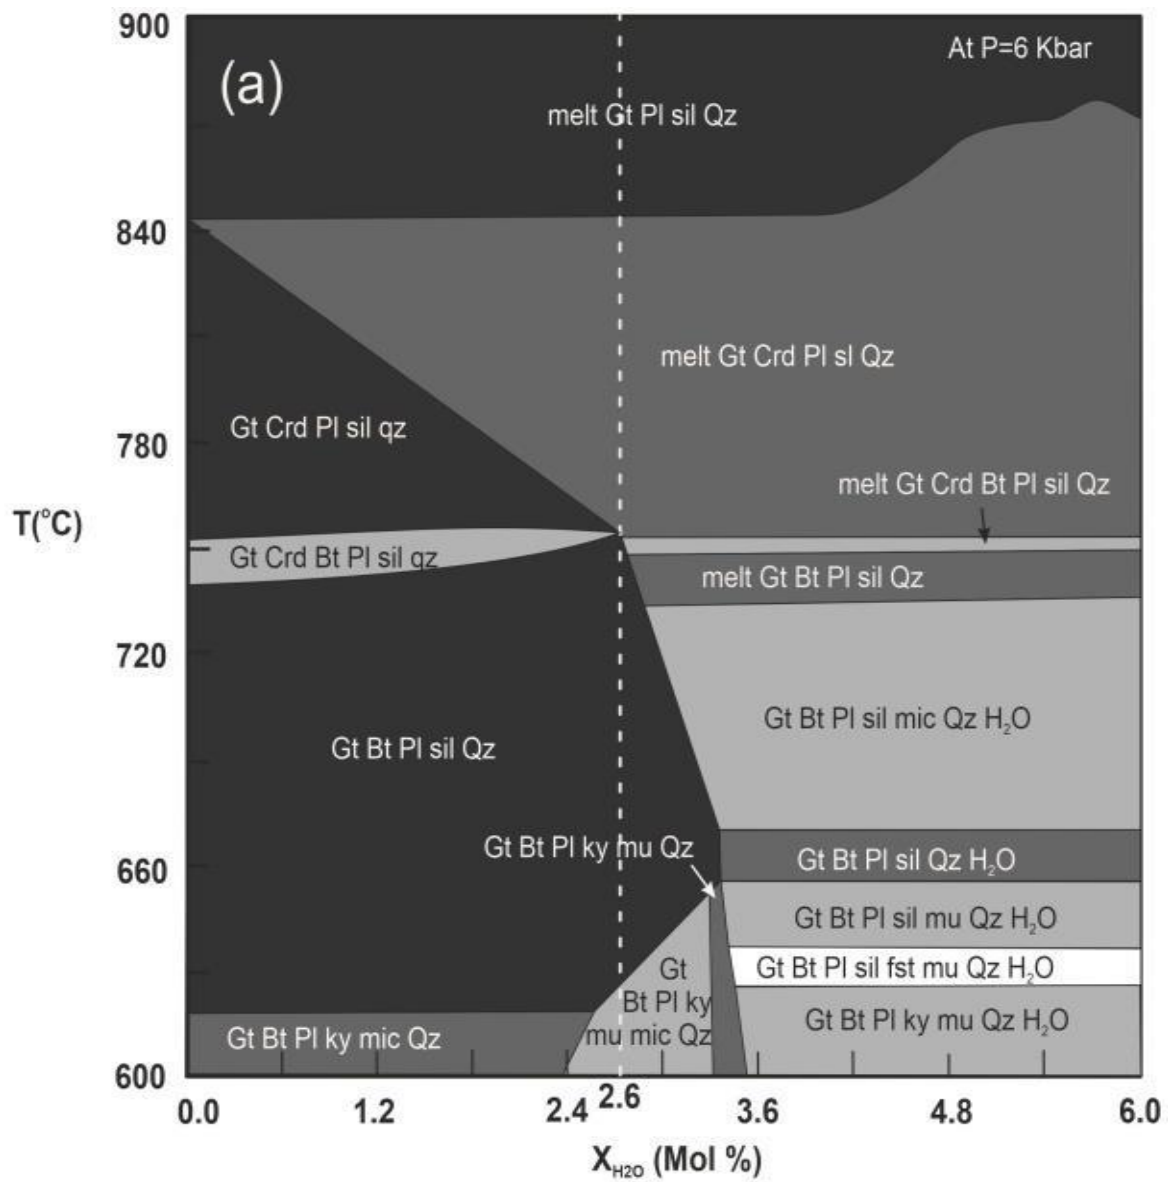 900
At P=6 Kbar
(a)
melt Gt Pl sil Qz
840
melt Gt Crd Pl sl Qz
Gt Crd Pl sil qz
780
melt Gt Crd Bt Pl sil Qz
T(°C)
Gt Crd Bt Pl sil qz
melt Gt Bt Pl sil Qz
720
Gt Bt Pl sil mic Qz H₂O
Gt Bt Pl sil Qz
Gt Bt Pl ky mu Qz
660
Gt Bt Pl sil Qz H₂O
Gt Bt Pl sil mu Qz H₂O
Gt
Bt Pl ky
mu mic Qz
Gt Bt Pl sil fst mu Qz H₂O
Gt Bt Pl ky mu Qz H₂O
Gt Bt Pl ky mic Qz
600
0.0 1.2 2.4 2.6 3.6 4.8 6.0
X_H2O (Mol %)